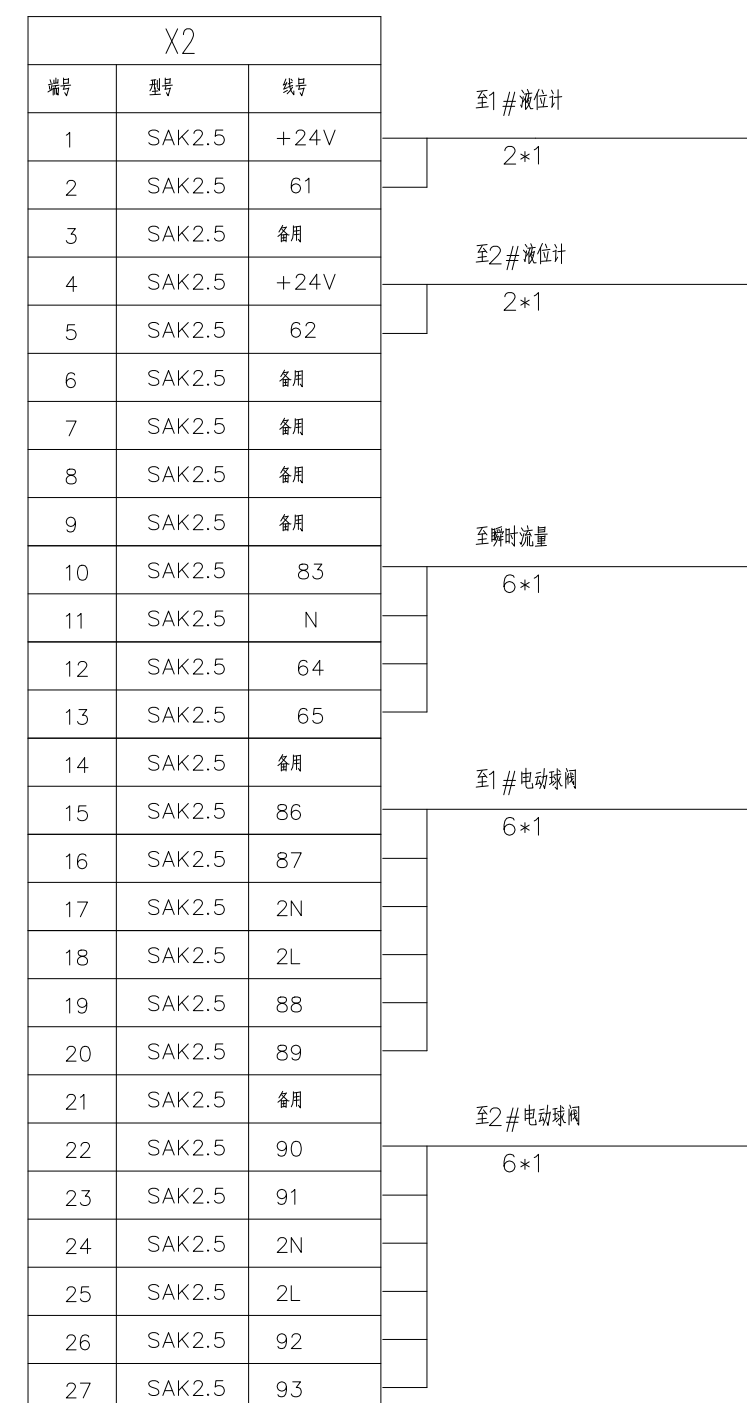 X2
端号 型号 线号
至1#液位计
1 SAK2.5 +24V
2*1
2 SAK2.5 61
3 SAK2.5 备用
至2#液位计
4 SAK2.5 +24V
2*1
5 SAK2.5 62
6 SAK2.5 备用
7 SAK2.5 备用
8 SAK2.5 备用
9 SAK2.5 备用
至瞬时流量
10 SAK2.5 83
6*1
11 SAK2.5 N
12 SAK2.5 64
13 SAK2.5 65
14 SAK2.5 备用
至1#电动球阀
15 SAK2.5 86
6*1
16 SAK2.5 87
17 SAK2.5 2N
18 SAK2.5 2L
19 SAK2.5 88
20 SAK2.5 89
21 SAK2.5 备用
至2#电动球阀
22 SAK2.5 90
6*1
23 SAK2.5 91
24 SAK2.5 2N
25 SAK2.5 2L
26 SAK2.5 92
27 SAK2.5 93